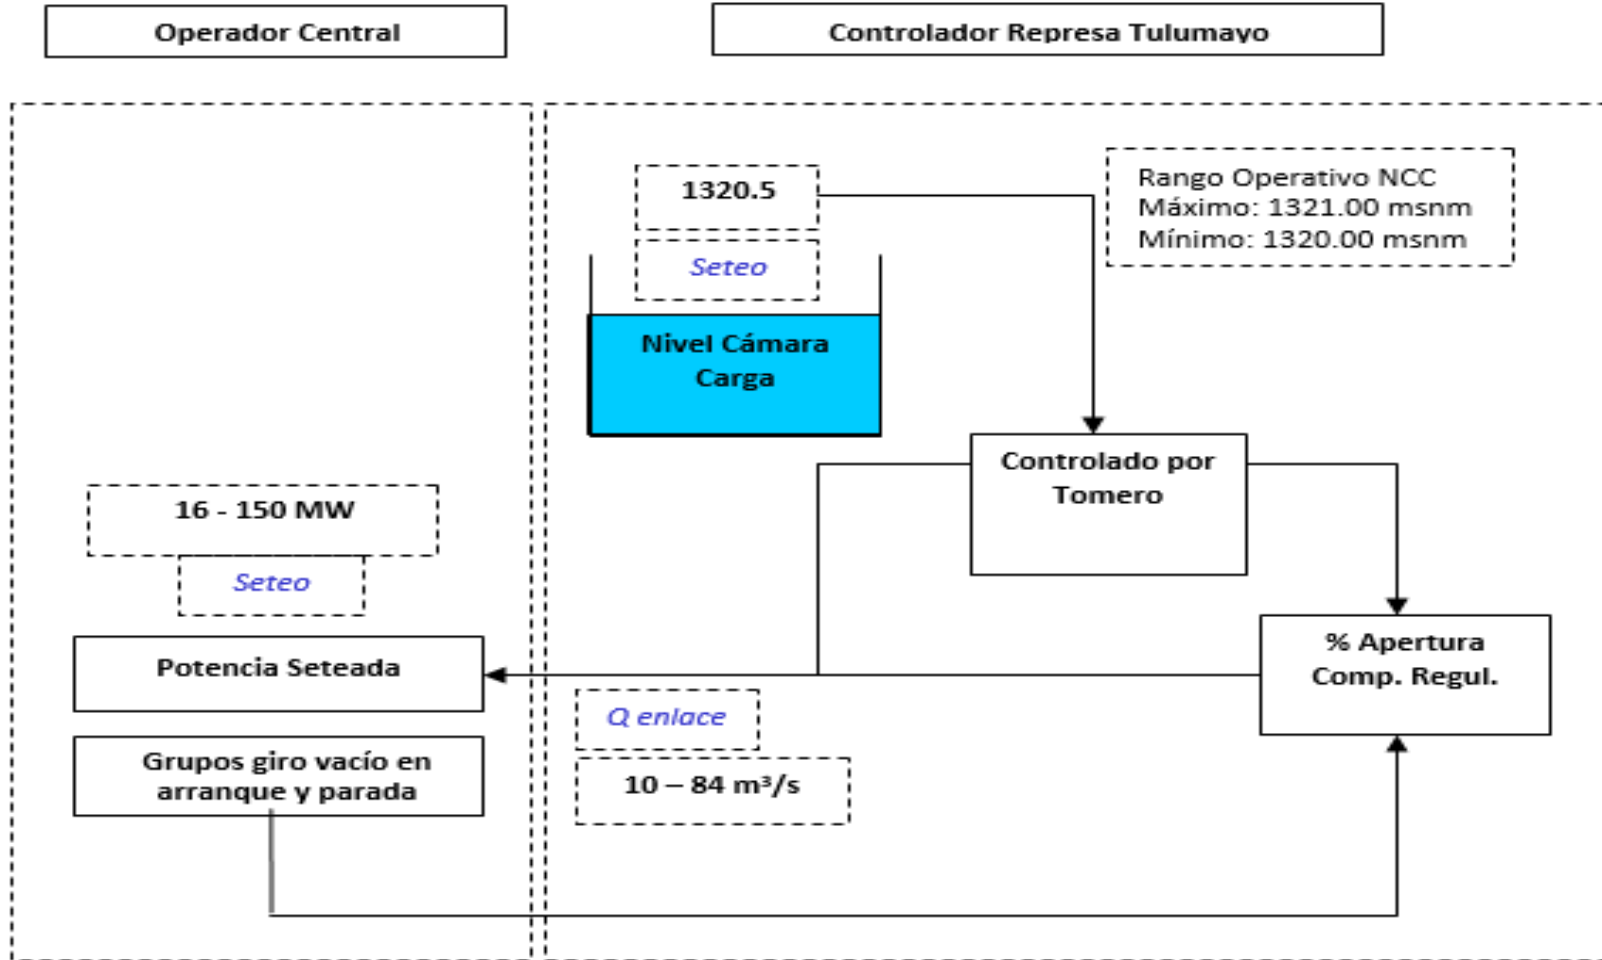 Operador Central
Controlador Represa Tulumayo
1320.5
Seteo
Nivel Cámara
Carga
Rango Operativo NCC
Máximo: 1321.00 msnm
Mínimo: 1320.00 msnm
Controlado por
Tomero
16 - 150 MW
Seteo
Potencia Seteada
% Apertura
Comp. Regul.
Q enlace
10 – 84 m³/s
Grupos giro vacío en
arranque y parada